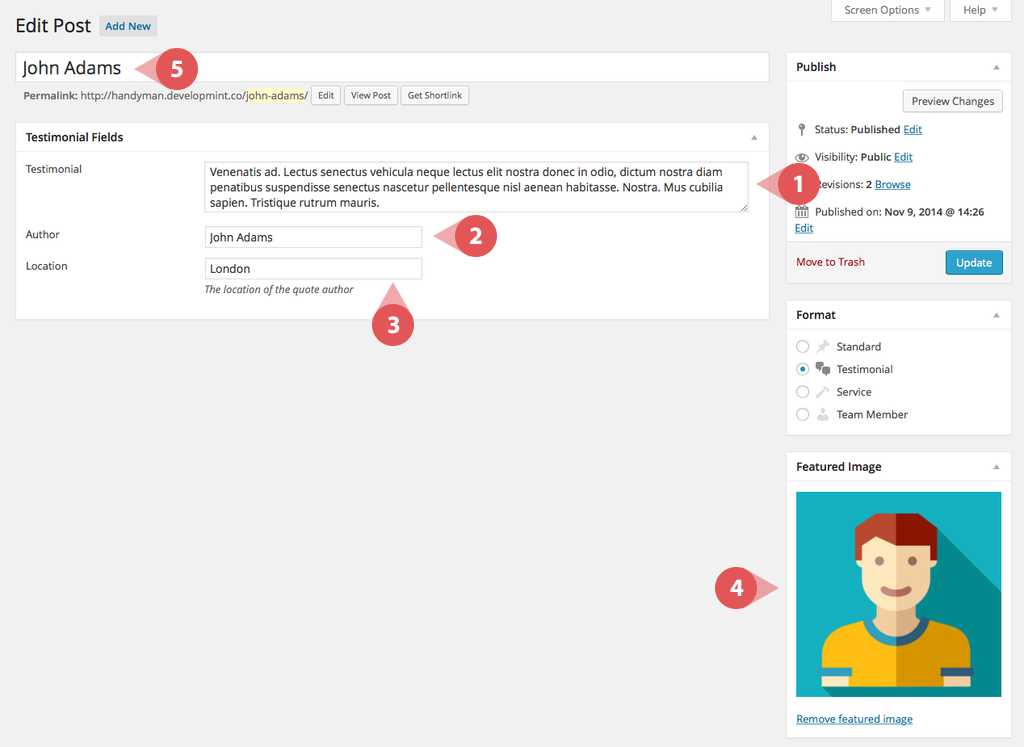 Screen Options
Help
Edit Post Add New
John Adams
5
Permalink: http://handyman.developmint.co/john-adams/ Edit View Post Get Shortlink
Testimonial Fields
Testimonial
Venenatis ad. Lectus senectus vehicula neque lectus elit nostra donec in odio, dictum nostra diam
penatibus suspendisse senectus nascetur pellentesque nisl aenean habitasse. Nostra. Mus cubilia
sapien. Tristique rutrum mauris.
1
Author
John Adams
2
Location
London
The location of the quote author
3
Publish
Preview Changes
Status: Published Edit
Visibility: Public Edit
Revisions: 2 Browse
Published on: Nov 9, 2014 @ 14:26
Edit
Move to Trash
Update
Format
Standard
Testimonial
Service
Team Member
Featured Image
4
Remove featured image